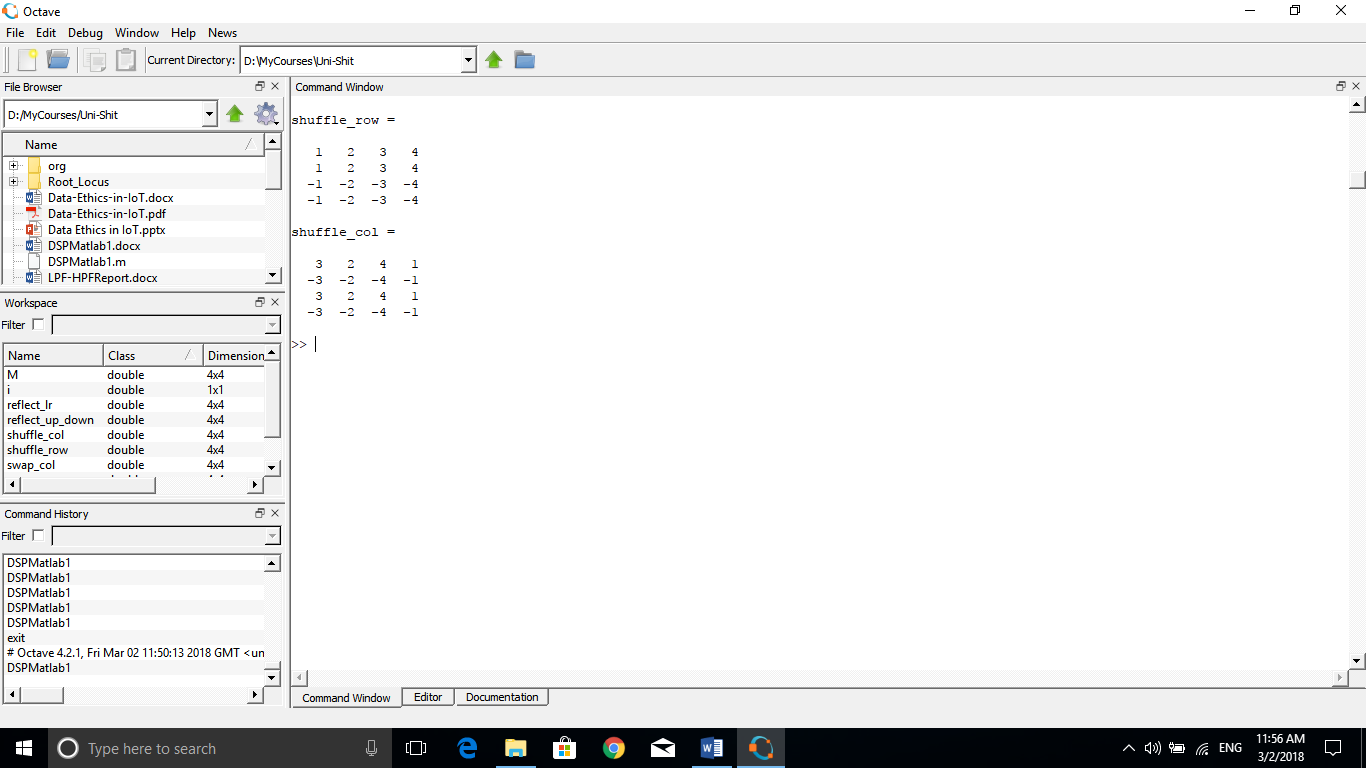 Octave
File Edit Debug Window Help News
Current Directory: D:\MyCourses\Uni-Shit
File Browser
D:/MyCourses/Uni-Shit
Name
org
Root_Locus
Data-Ethics-in-IoT.docx
Data-Ethics-in-IoT.pdf
Data Ethics in IoT.pptx
DSPMatlab1.docx
DSPMatlab1.m
LPF-HPFReport.docx
Workspace
Filter
Name Class Dimension
M double 4x4
i double 1x1
reflect_lr double 4x4
reflect_up_down double 4x4
shuffle_col double 4x4
shuffle_row double 4x4
swap_col double 4x4
Command History
Filter
DSPMatlab1
DSPMatlab1
DSPMatlab1
DSPMatlab1
DSPMatlab1
exit
# Octave 4.2.1, Fri Mar 02 11:50:13 2018 GMT <un
DSPMatlab1
Command Window
shuffle_row =
1 2 3 4
1 2 3 4
-1 -2 -3 -4
-1 -2 -3 -4
shuffle_col =
3 2 4 1
-3 -2 -4 -1
3 2 4 1
-3 -2 -4 -1
>>
Command Window Editor Documentation
Type here to search
ENG
11:56 AM
3/2/2018